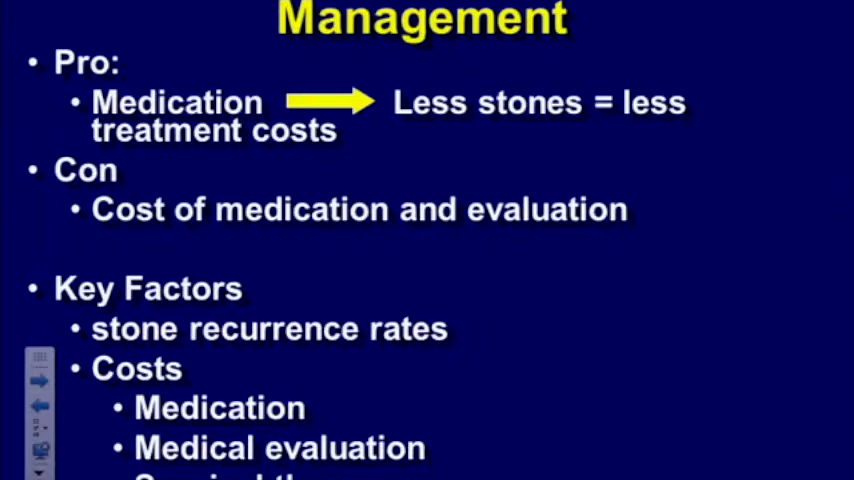 Management
• Pro:
• Medication Less stones = less
treatment costs
• Con
• Cost of medication and evaluation
• Key Factors
• stone recurrence rates
• Costs
• Medication
• Medical evaluation